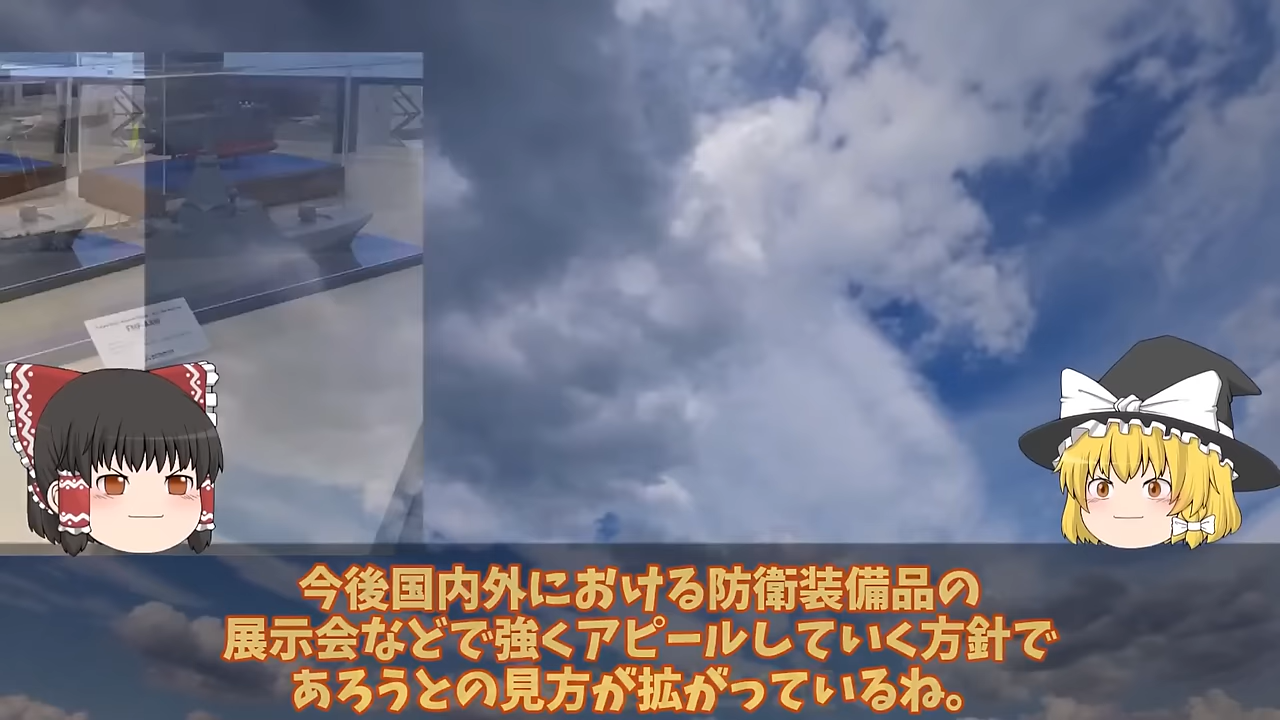 今後国内外における防衛装備品の
展示会などで強くアピールしていく方針で
あろうとの見方が拡がっているね。